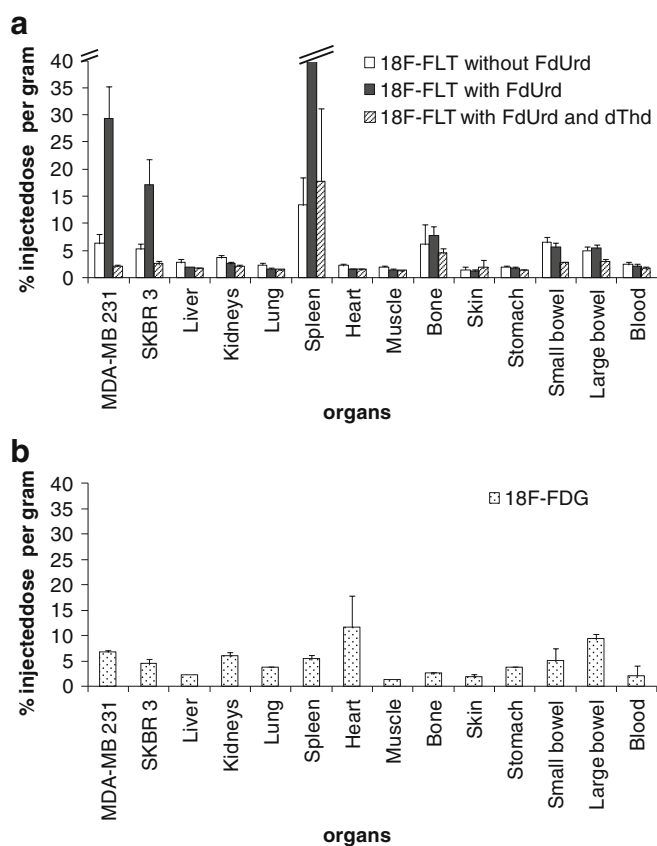 a
% injecteddose per gram
40
35
30
25
20
15
10
5
0
18F-FLT without FdUrd
18F-FLT with FdUrd
18F-FLT with FdUrd and dThd
MDA-MB 231
SKBR 3
Liver
Kidneys
Lung
Spleen
Heart
Muscle
Bone
Skin
Stomach
Small bowel
Large bowel
Blood
organs
b
% injecteddose per gram
40
35
30
25
20
15
10
5
0
18F-FDG
MDA-MB 231
SKBR 3
Liver
Kidneys
Lung
Spleen
Heart
Muscle
Bone
Skin
Stomach
Small bowel
Large bowel
Blood
organs